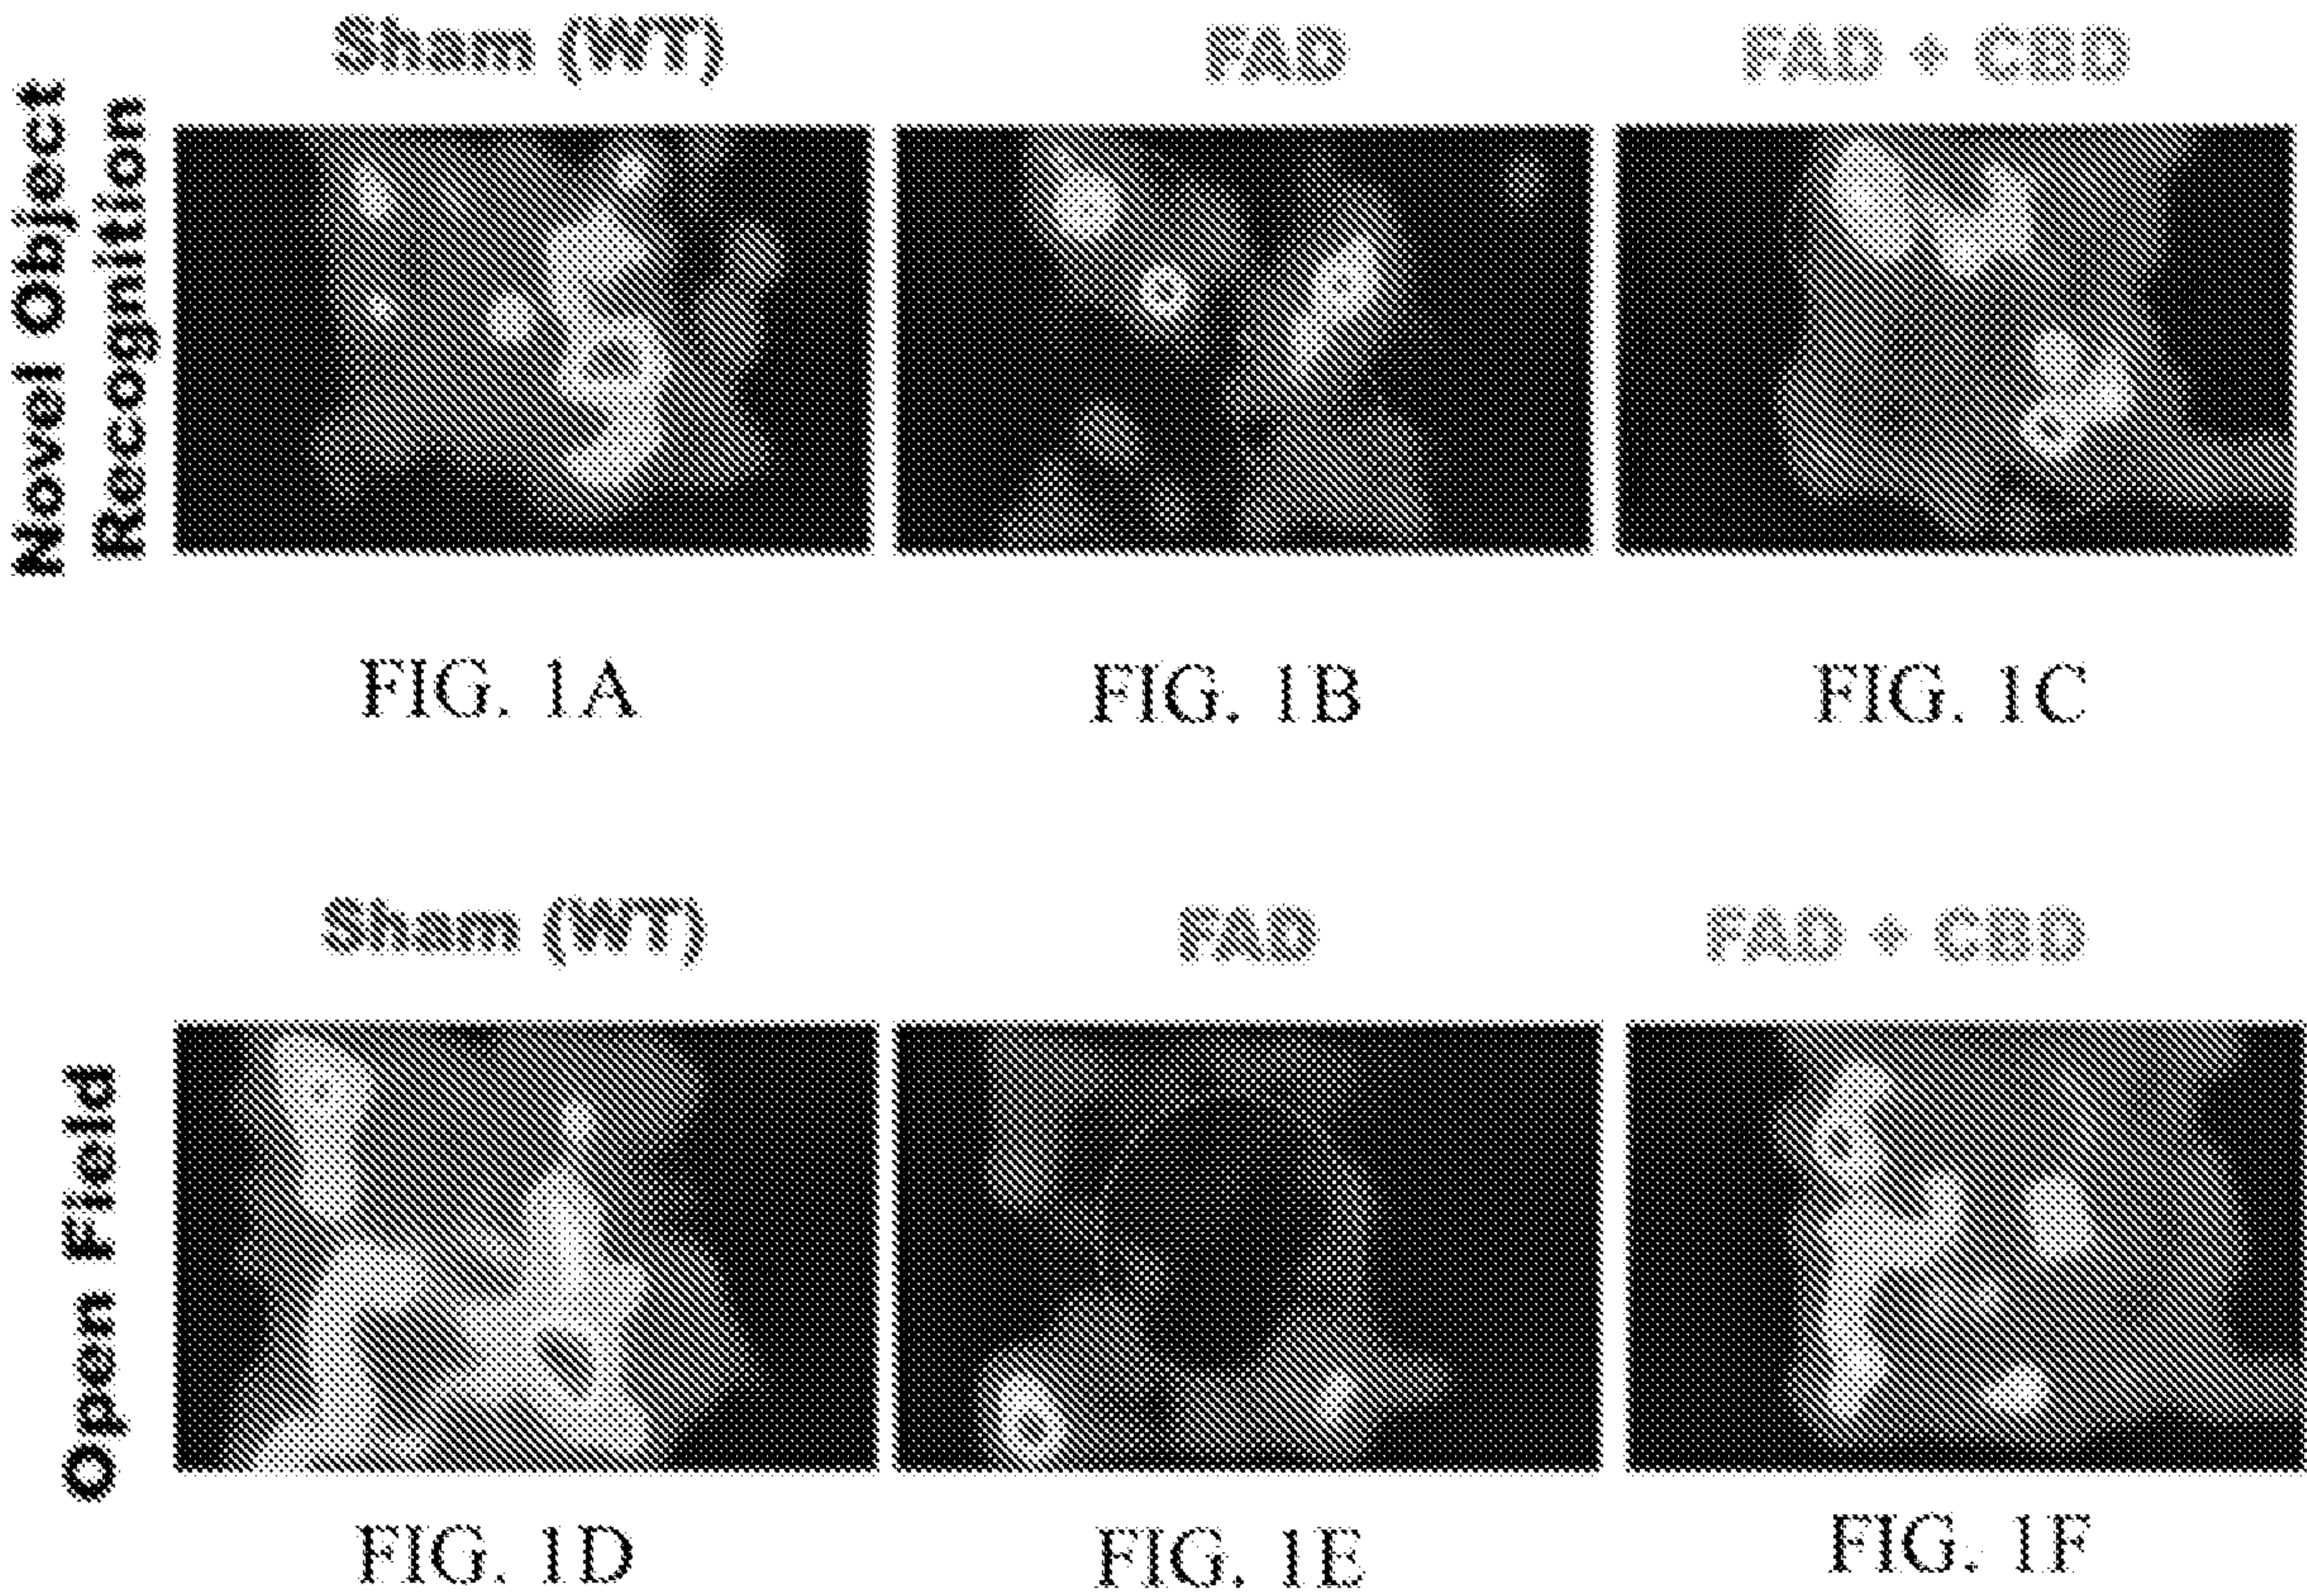 Sham (WT)
FAD
FAD + CBD
Novel Object
Recognition
FIG. 1A
FIG. 1B
FIG. 1C
Sham (WT)
FAD
FAD + CBD
Open Field
FIG. 1D
FIG. 1E
FIG. 1F